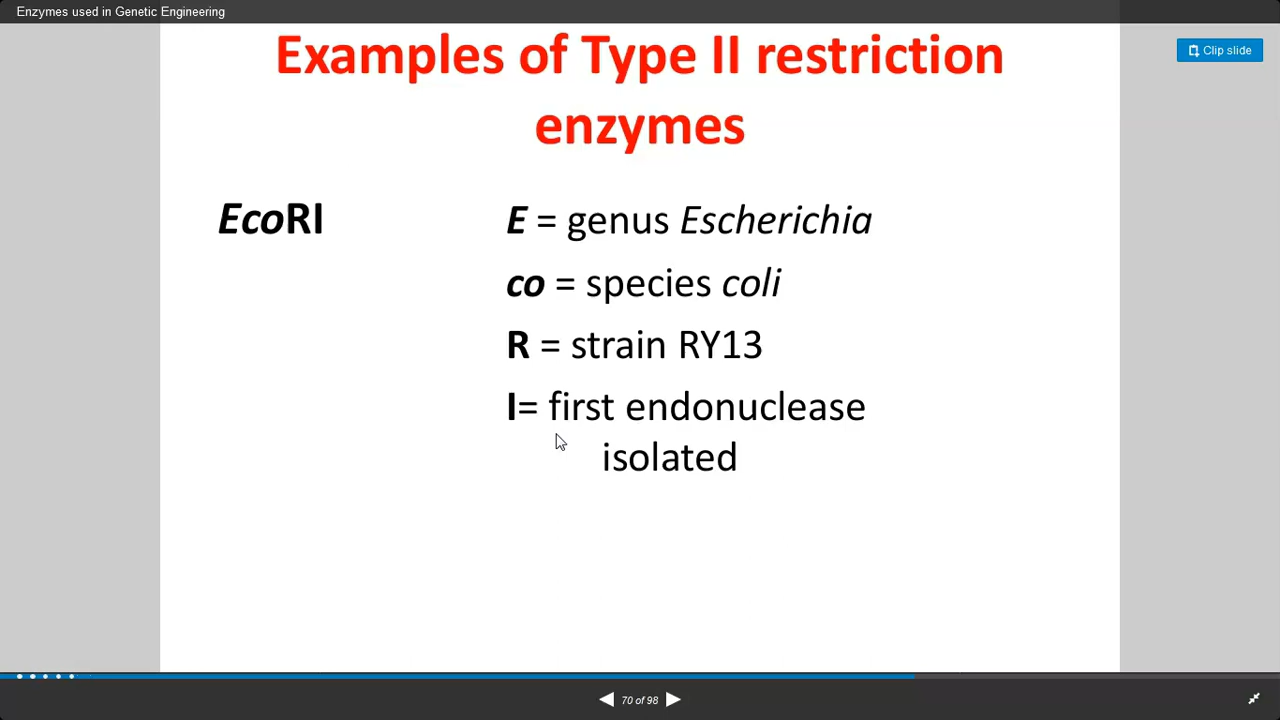 Enzymes used in Genetic Engineering
Clip slide
Examples of Type II restriction
enzymes
EcoRI
E = genus Escherichia
co = species coli
R = strain RY13
I= first endonuclease
isolated
70 of 98